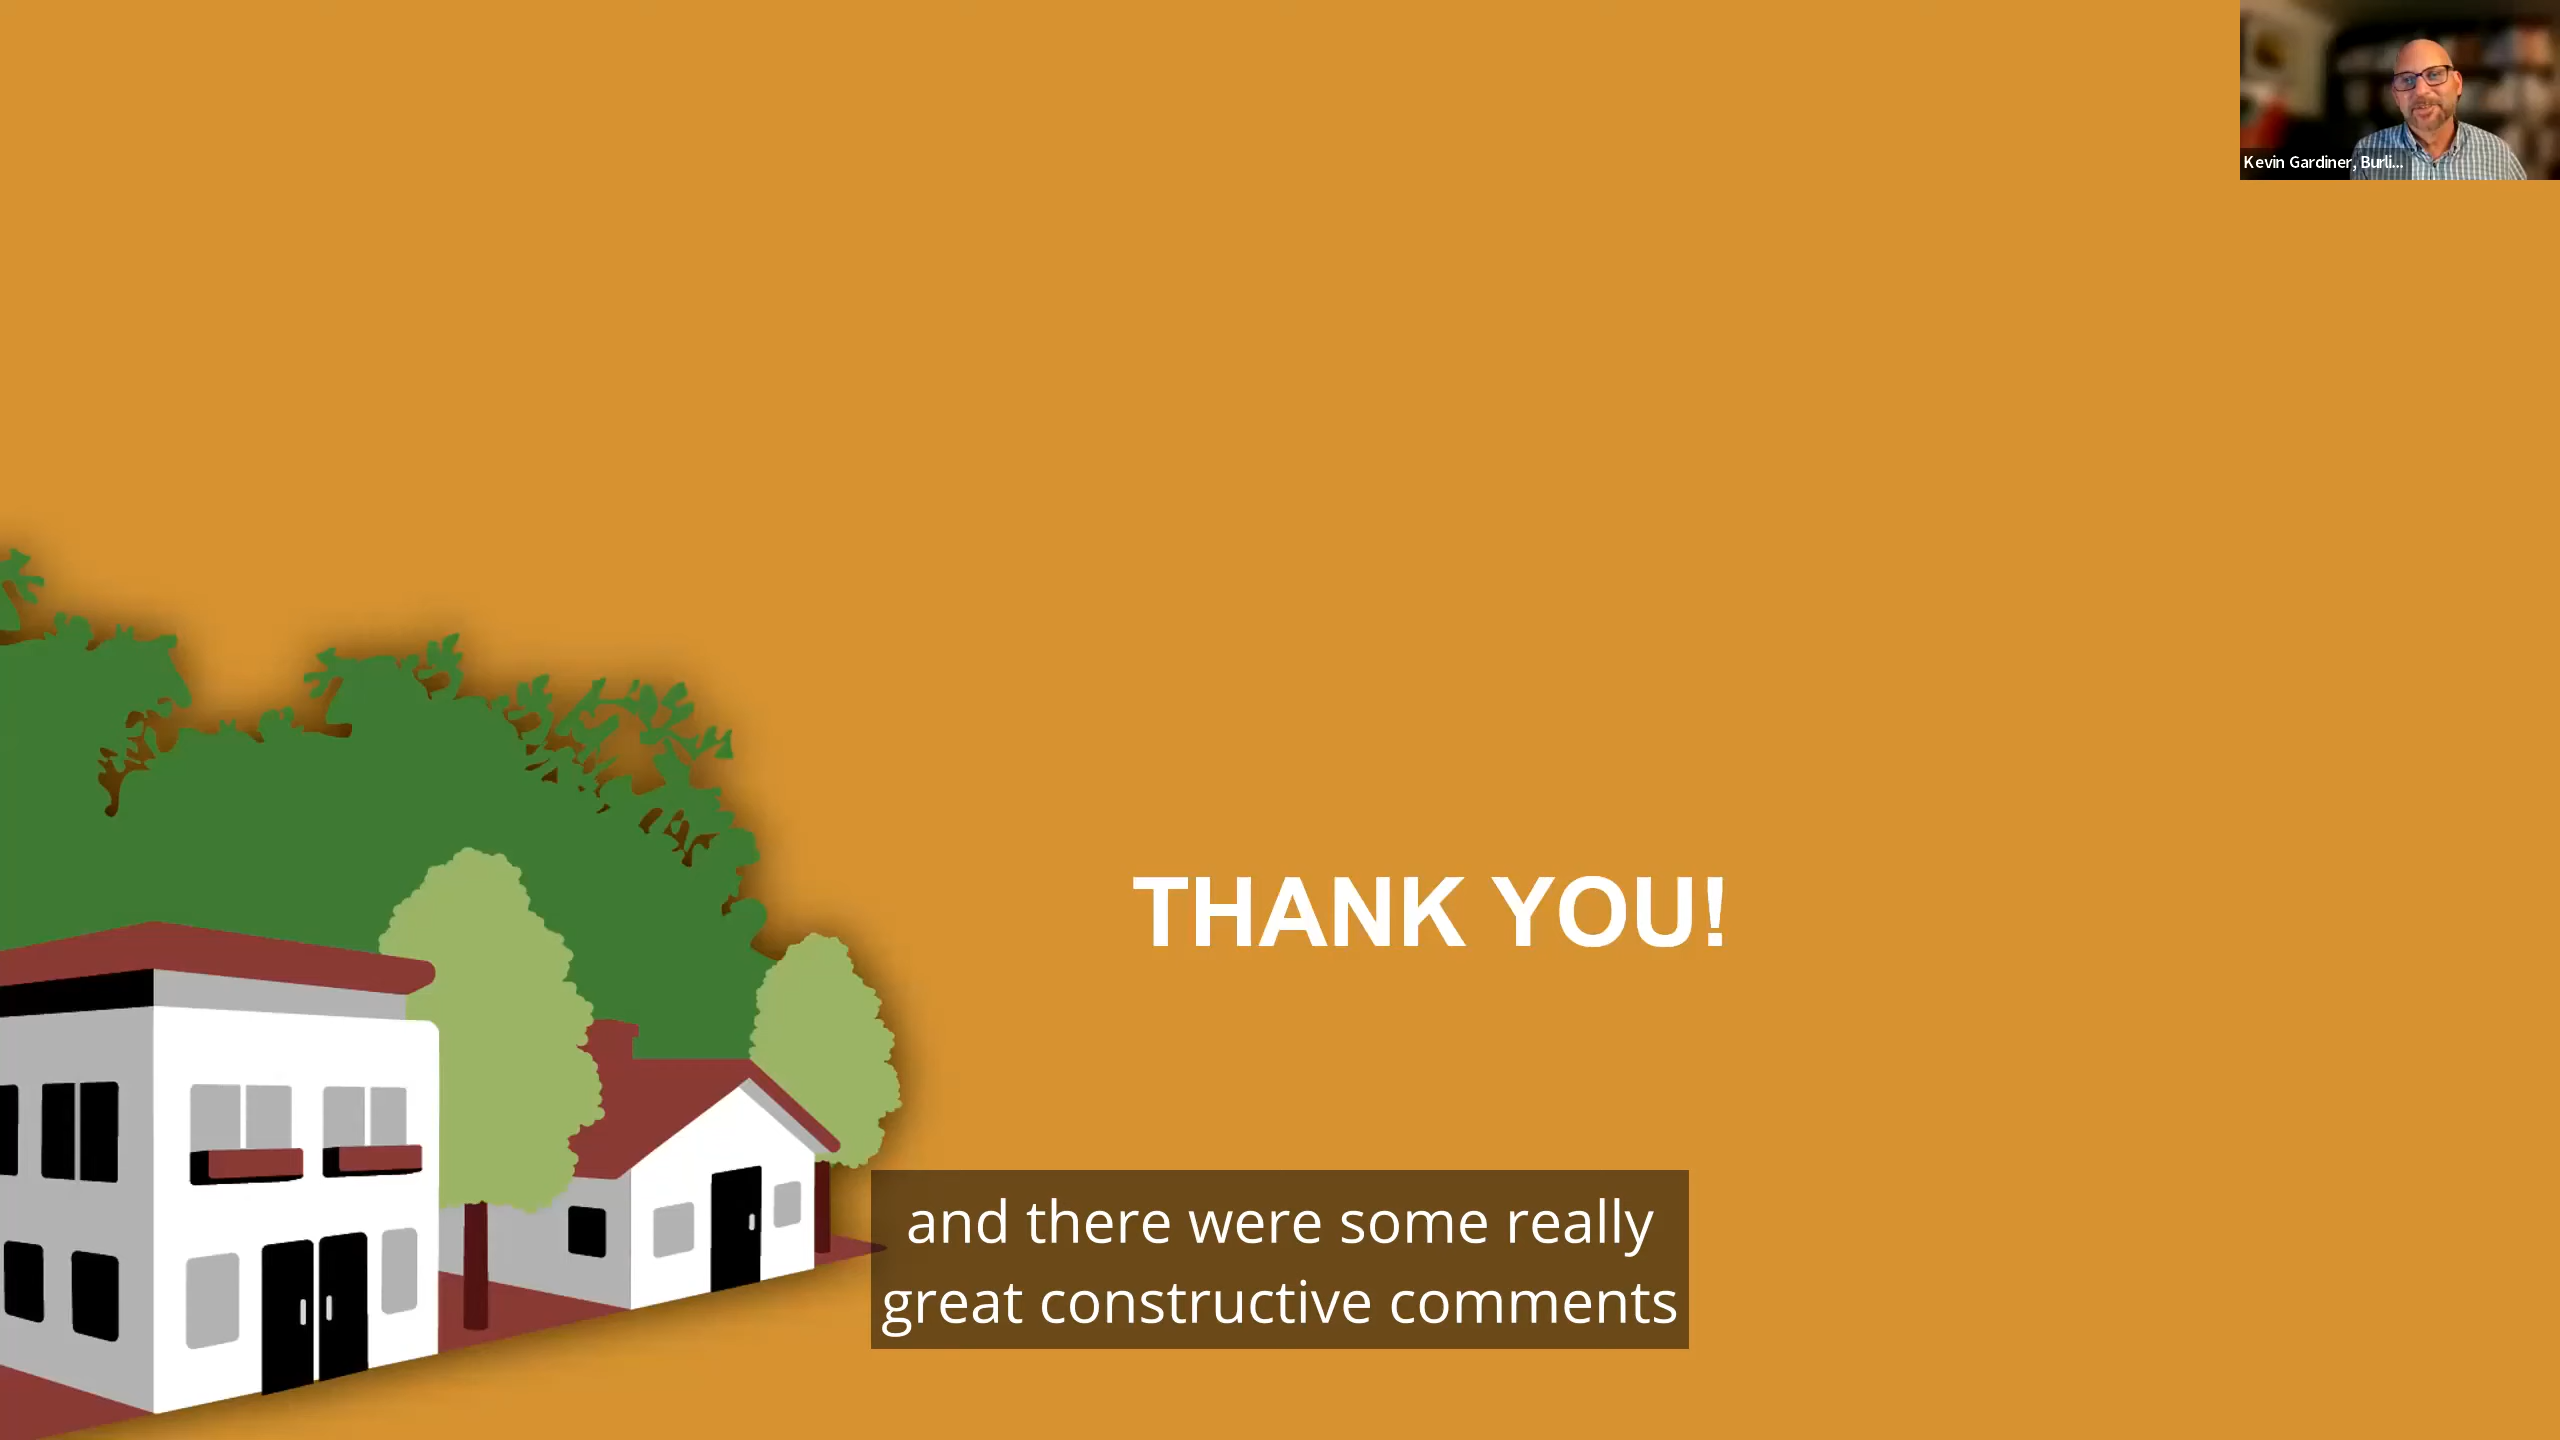 Kevin Gardiner, Burli...
THANK YOU!
and there were some really
great constructive comments